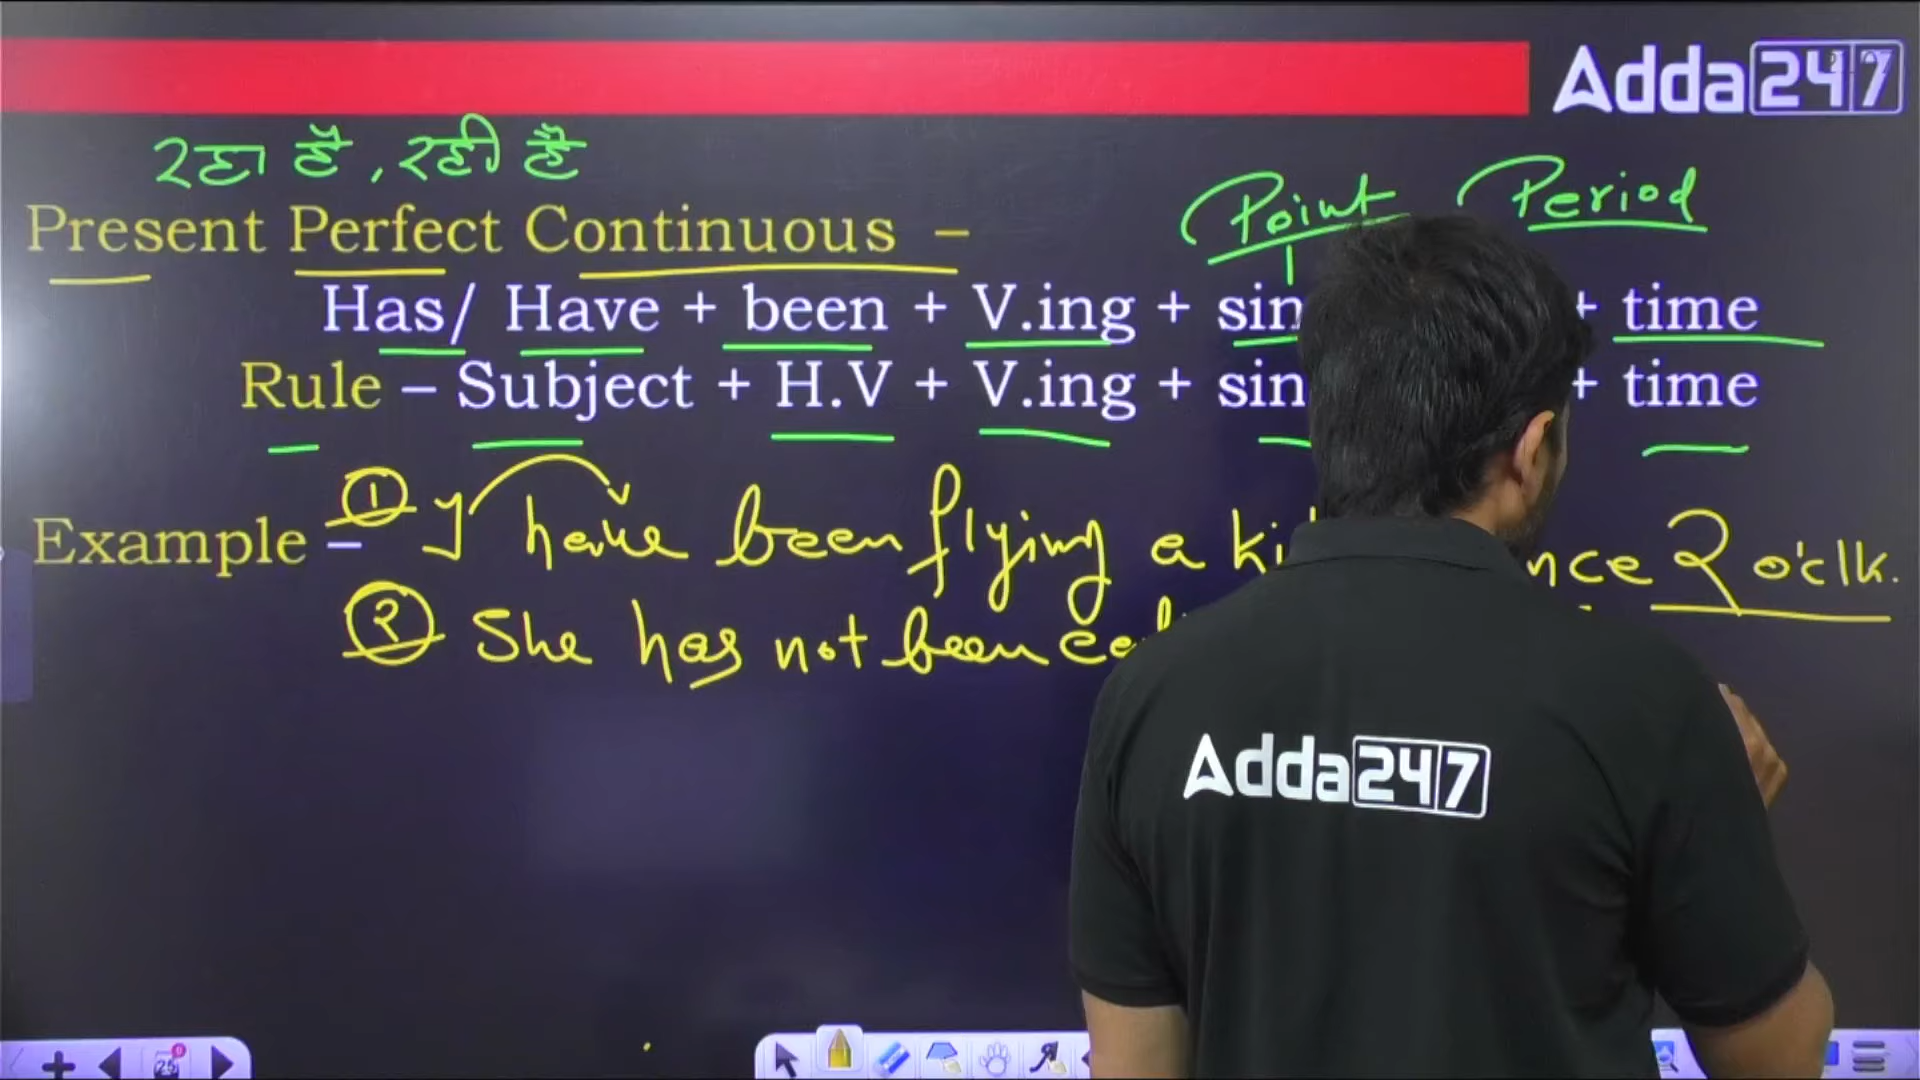 Adda247
रहा है, रही है
Point Period
Present Perfect Continuous –
Has/ Have + been + V.ing + sin + time
Rule – Subject + H.V + V.ing + sin + time
Example – ① I have been flying a ki nce 2 o'clk.
② She has not been
Adda247